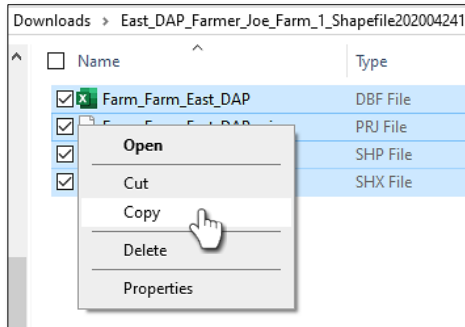 Downloads > East_DAP_Farmer_Joe_Farm_1_Shapefile202004241
Name Type
Farm_Farm_East_DAP DBF File
PRJ File
Open SHP File
Cut SHX File
Copy
Delete
Properties